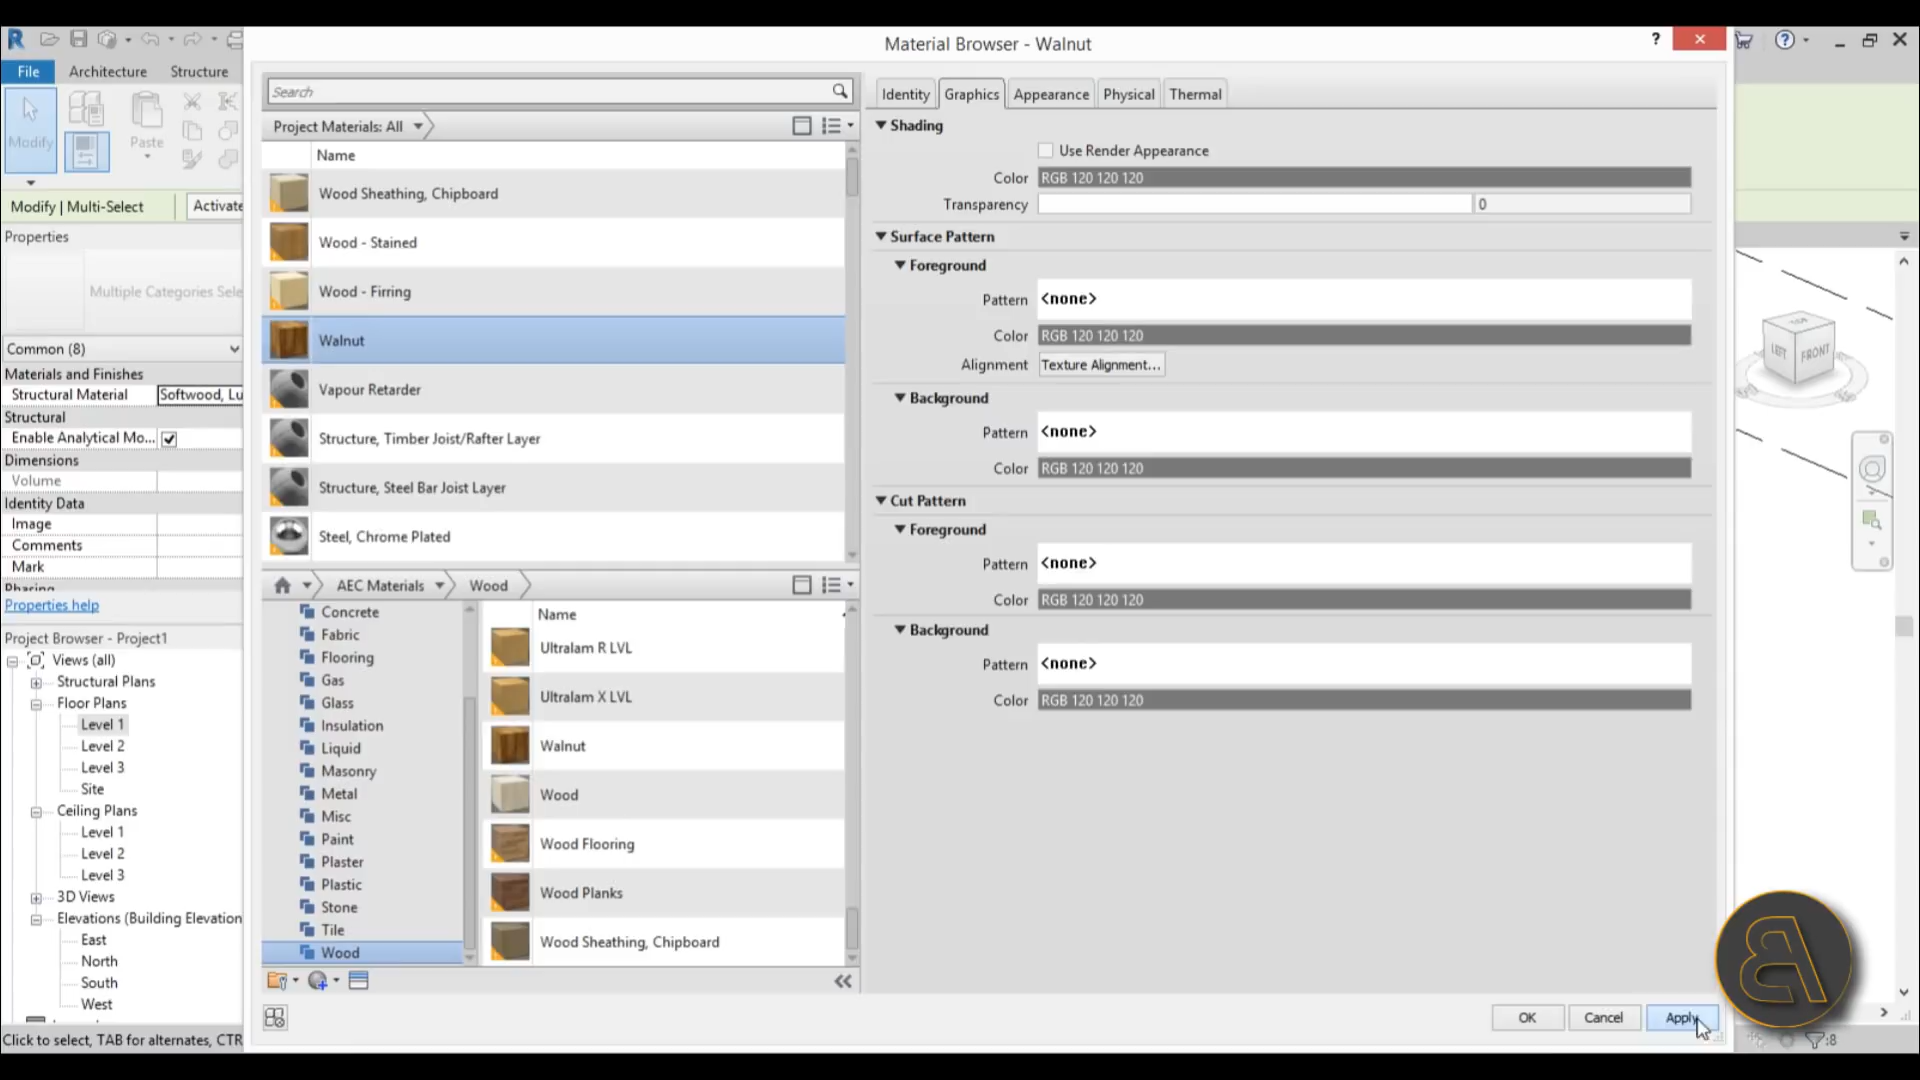 Material Browser - Walnut
?
File
Architecture
Structure
Modify
Paste
Modify | Multi-Select
Activate
Properties
Multiple Categories Sele
Common (8)
Materials and Finishes
Structural Material
Softwood, Lu
Structural
Enable Analytical Mo...
Dimensions
Volume
Identity Data
Image
Comments
Mark
Phasing
Properties help
Project Browser - Project1
Views (all)
Structural Plans
Floor Plans
Level 1
Level 2
Level 3
Site
Ceiling Plans
Level 1
Level 2
Level 3
3D Views
Elevations (Building Elevation
East
North
South
West
Click to select, TAB for alternates, CTR
Search
Project Materials: All
Name
Wood Sheathing, Chipboard
Wood - Stained
Wood - Firring
Walnut
Vapour Retarder
Structure, Timber Joist/Rafter Layer
Structure, Steel Bar Joist Layer
Steel, Chrome Plated
AEC Materials
Wood
Concrete
Fabric
Flooring
Gas
Glass
Insulation
Liquid
Masonry
Metal
Misc
Paint
Plaster
Plastic
Stone
Tile
Wood
Name
Ultralam R LVL
Ultralam X LVL
Walnut
Wood
Wood Flooring
Wood Planks
Wood Sheathing, Chipboard
Identity
Graphics
Appearance
Physical
Thermal
Shading
Use Render Appearance
Color RGB 120 120 120
Transparency 0
Surface Pattern
Foreground
Pattern <none>
Color RGB 120 120 120
Alignment Texture Alignment...
Background
Pattern <none>
Color RGB 120 120 120
Cut Pattern
Foreground
Pattern <none>
Color RGB 120 120 120
Background
Pattern <none>
Color RGB 120 120 120
OK
Cancel
Apply
TOP
LEFT
FRONT
:8